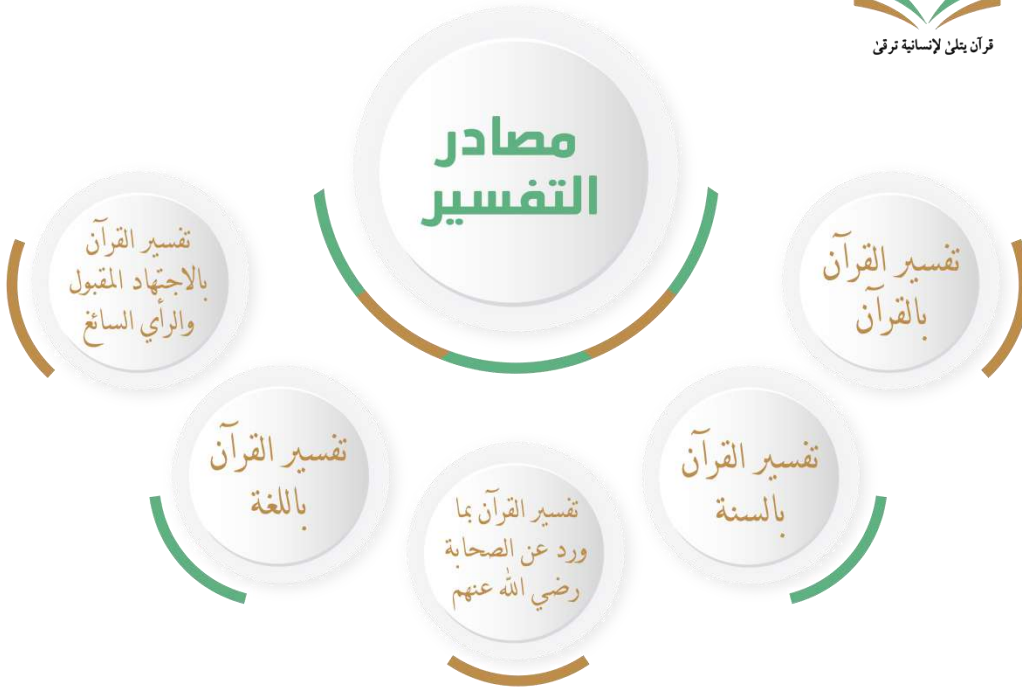 قرآن يتلىٰ لإنسانية ترقىٰ
مصادر
التفسير
تفسير القرآن
بالقرآن
تفسير القرآن
بالسنة
تفسير القرآن بما
ورد عن الصحابة
رضي الله عنهم
تفسير القرآن
باللغة
تفسير القرآن
بالاجتهاد المقبول
والرأي السائغ